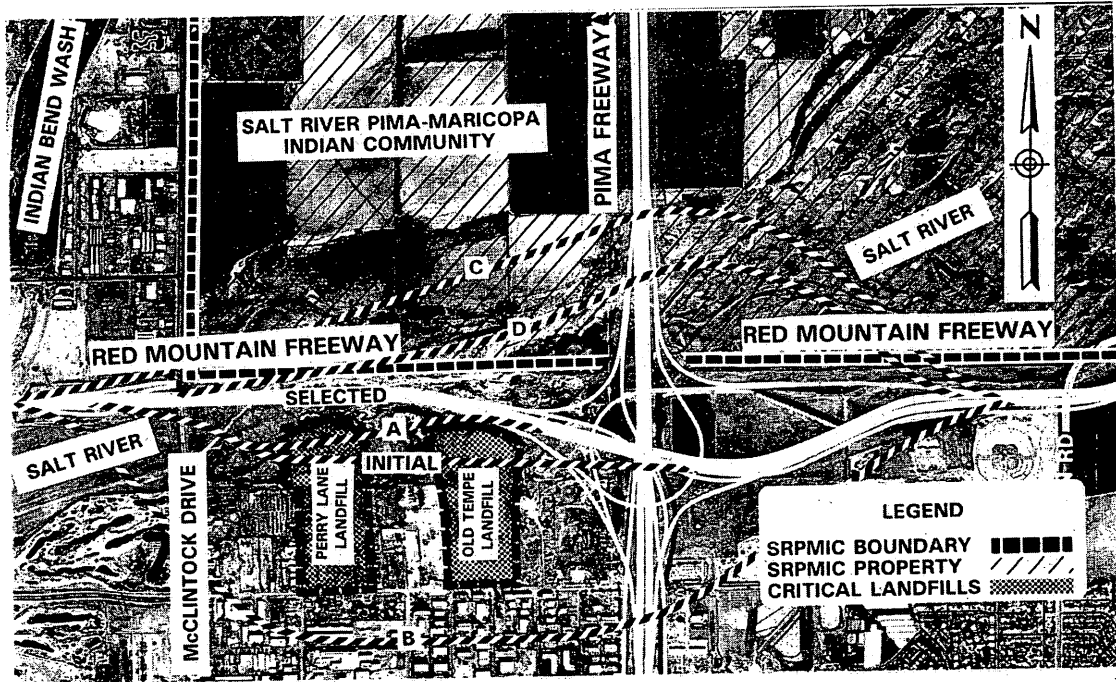 INDIAN BEND WASH
SALT RIVER PIMA-MARICOPA
INDIAN COMMUNITY
PIMA FREEWAY
N
SALT RIVER
C
D
RED MOUNTAIN FREEWAY
RED MOUNTAIN FREEWAY
SELECTED
A
INITIAL
SALT RIVER
McCLINTOCK DRIVE
PERRY LANE
LANDFILL
OLD TEMPE
LANDFILL
B
RD
LEGEND
SRPMIC BOUNDARY
SRPMIC PROPERTY
CRITICAL LANDFILLS